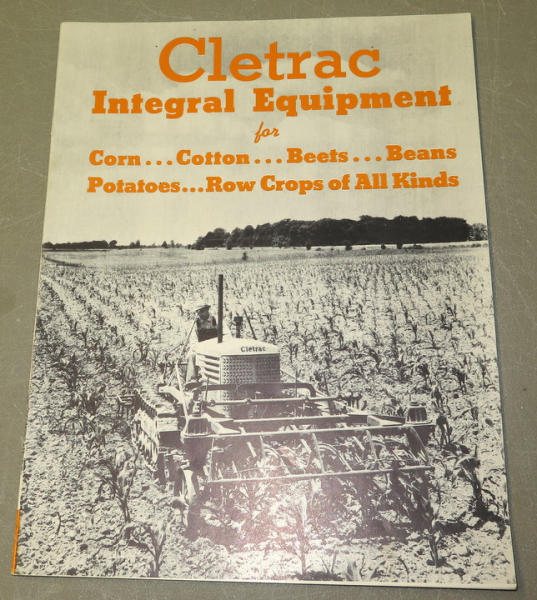 Cletrac
Integral Equipment
for
Corn... Cotton... Beets... Beans
Potatoes...Row Crops of All Kinds
Cletrac